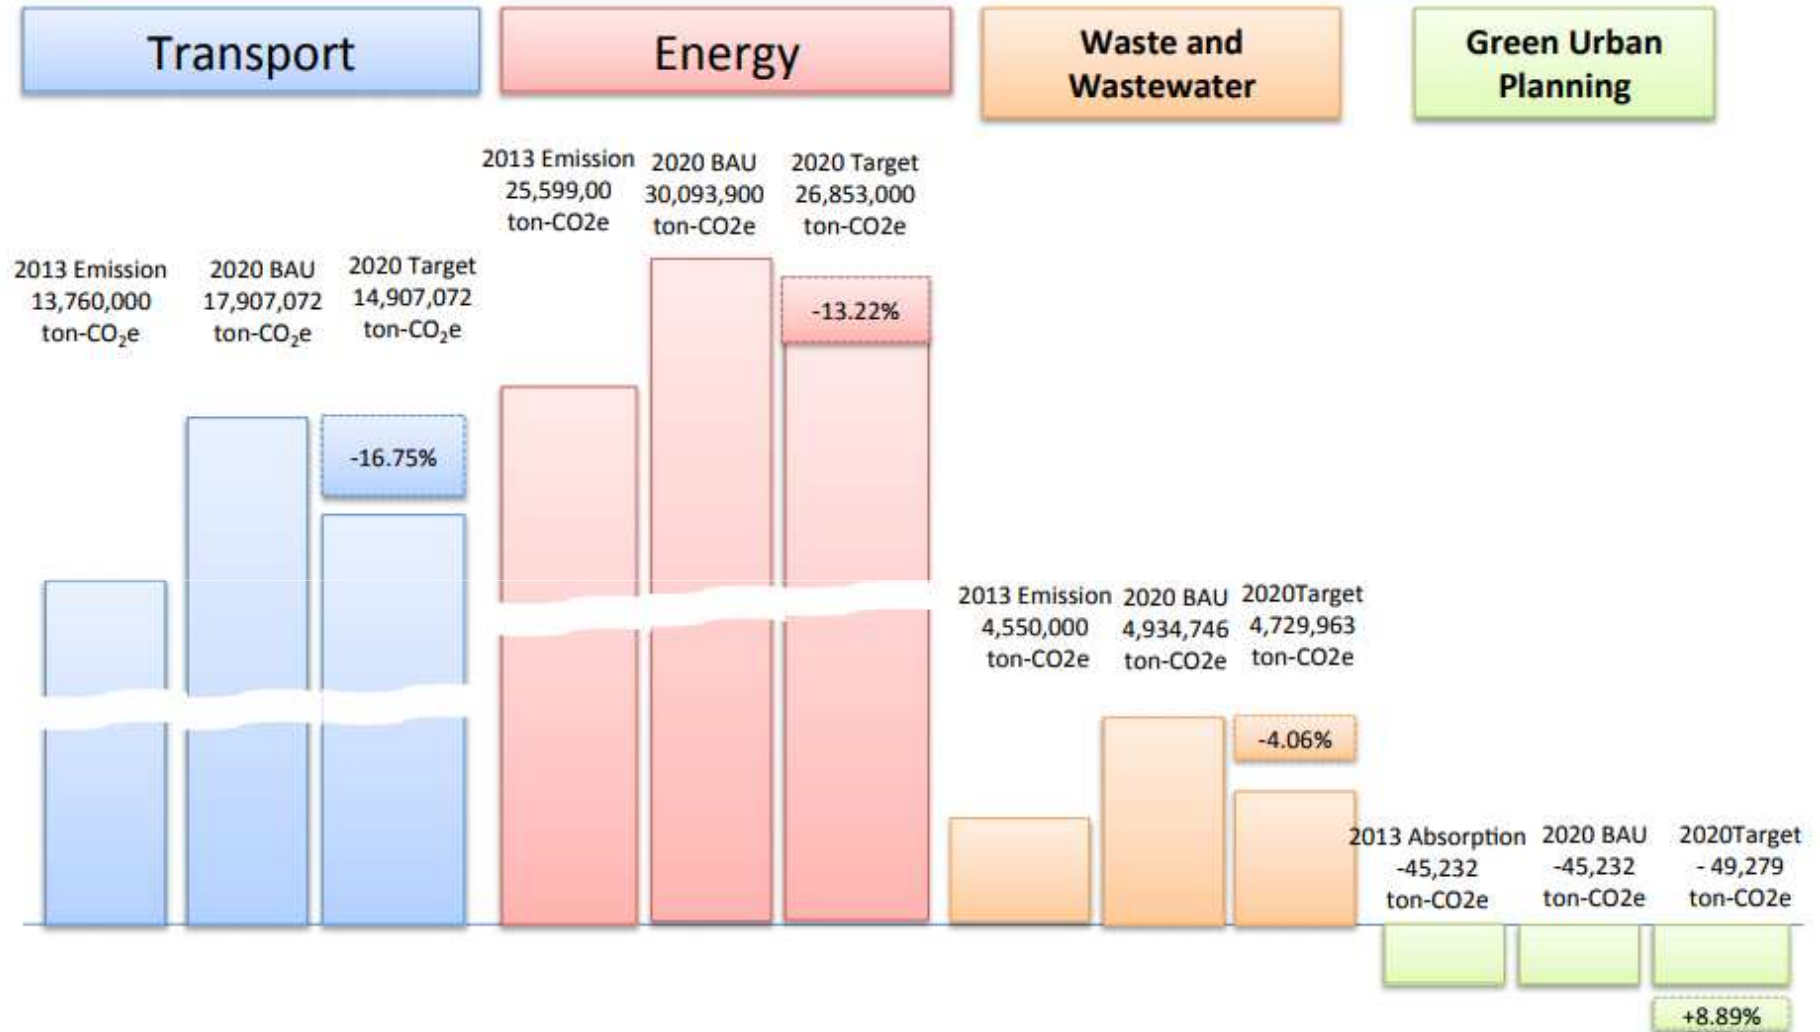 Transport
Energy
Waste and
Wastewater
Green Urban
Planning
2013 Emission
13,760,000
ton-CO₂e
2020 BAU
17,907,072
ton-CO₂e
2020 Target
14,907,072
ton-CO₂e
-16.75%
2013 Emission
25,599,00
ton-CO2e
2020 BAU
30,093,900
ton-CO2e
2020 Target
26,853,000
ton-CO2e
-13.22%
2013 Emission
4,550,000
ton-CO2e
2020 BAU
4,934,746
ton-CO2e
2020Target
4,729,963
ton-CO2e
-4.06%
2013 Absorption
-45,232
ton-CO2e
2020 BAU
-45,232
ton-CO2e
2020Target
- 49,279
ton-CO2e
+8.89%